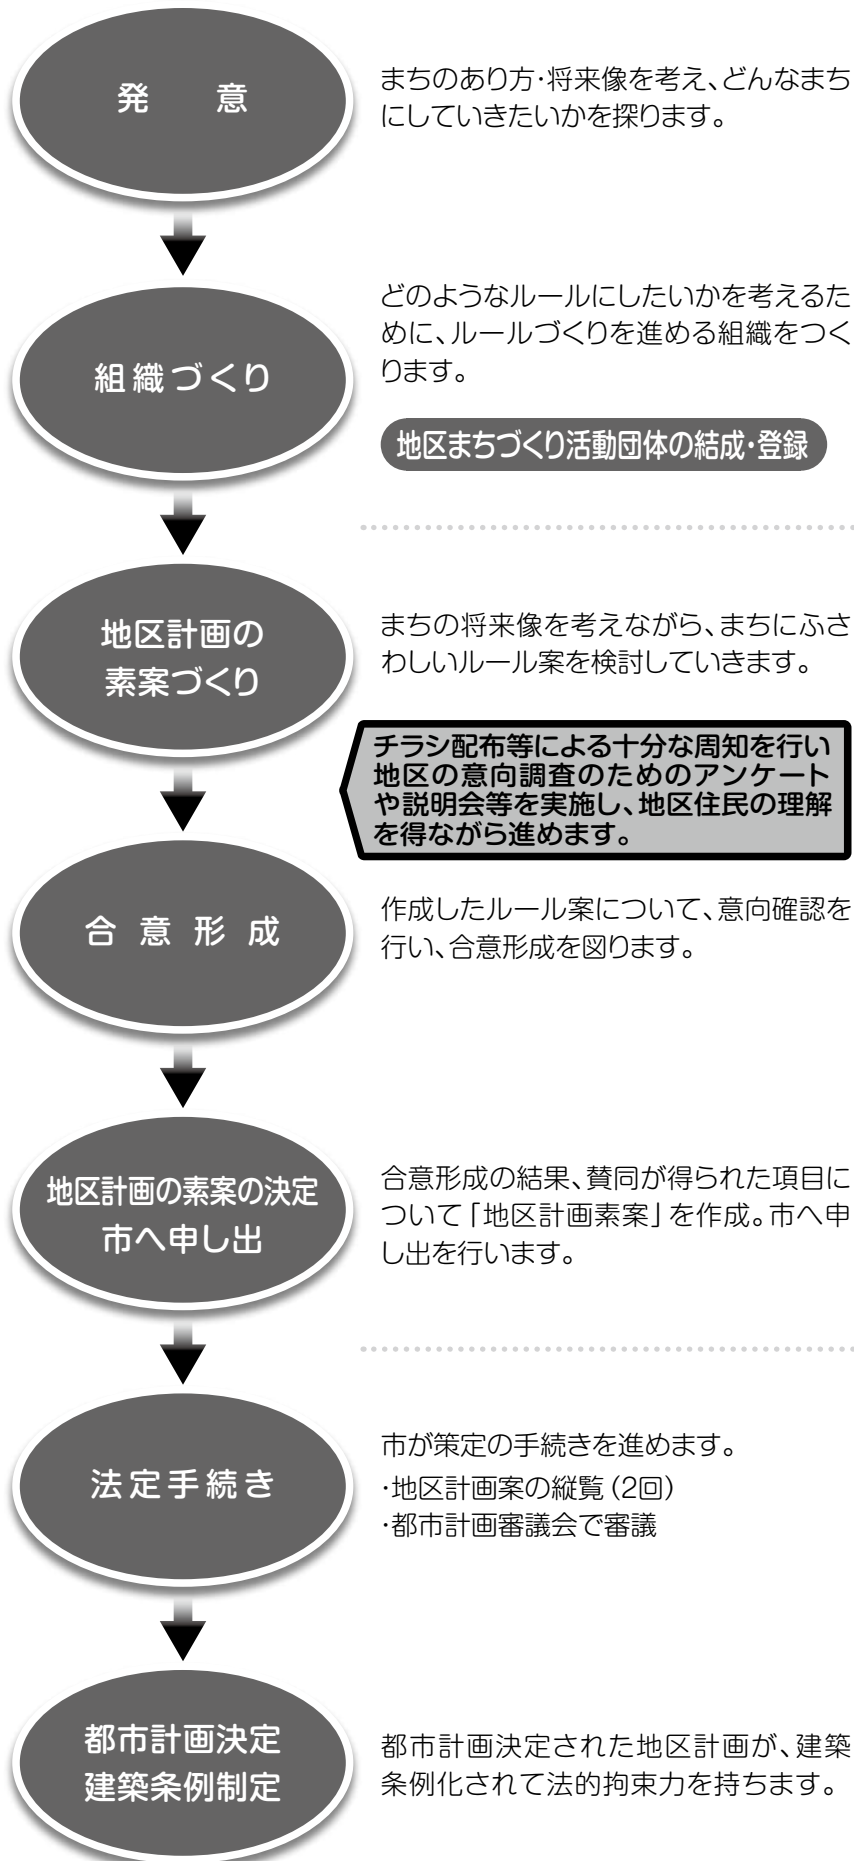 発 意
まちのあり方・将来像を考え、どんなまち
にしていきたいかを探ります。
組織づくり
どのようなルールにしたいかを考えるた
めに、ルールづくりを進める組織をつく
ります。
地区まちづくり活動団体の結成・登録
地区計画の
素案づくり
まちの将来像を考えながら、まちにふさ
わしいルール案を検討していきます。
チラシ配布等による十分な周知を行い
地区の意向調査のためのアンケート
や説明会等を実施し、地区住民の理解
を得ながら進めます。
合意形成
作成したルール案について、意向確認を
行い、合意形成を図ります。
地区計画の素案の決定
市へ申し出
合意形成の結果、賛同が得られた項目に
ついて「地区計画素案」を作成。市へ申
し出を行います。
法定手続き
市が策定の手続きを進めます。
・地区計画案の縦覧(2回)
・都市計画審議会で審議
都市計画決定
建築条例制定
都市計画決定された地区計画が、建築
条例化されて法的拘束力を持ちます。